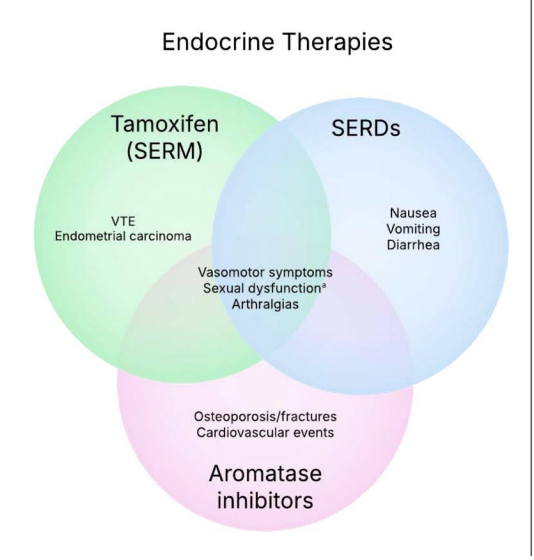 Endocrine Therapies
Tamoxifen
(SERM)
SERDs
VTE
Endometrial carcinoma
Nausea
Vomiting
Diarrhea
Vasomotor symptoms
Sexual dysfunctionᵃ
Arthralgias
Osteoporosis/fractures
Cardiovascular events
Aromatase
inhibitors